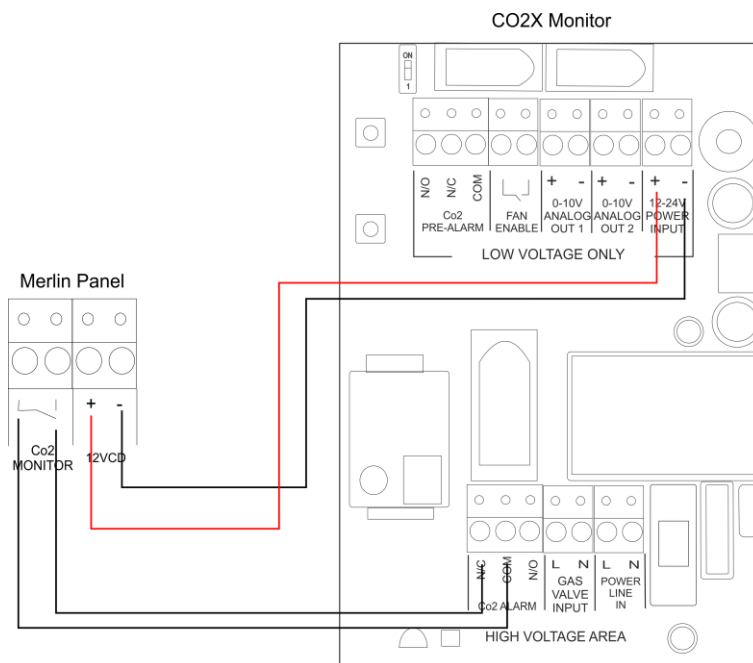 CO2X Monitor
ON
1
N/O
N/C
COM
Co2
PRE-ALARM
FAN
ENABLE
+ -
0-10V
ANALOG
OUT 1
+ -
0-10V
ANALOG
OUT 2
+ -
12-24V
POWER
INPUT
LOW VOLTAGE ONLY
Merlin Panel
Co2
MONITOR
+ -
12VCD
N/C
COM
N/O
Co2 ALARM
L N
GAS
VALVE
INPUT
L N
POWER
LINE
IN
HIGH VOLTAGE AREA